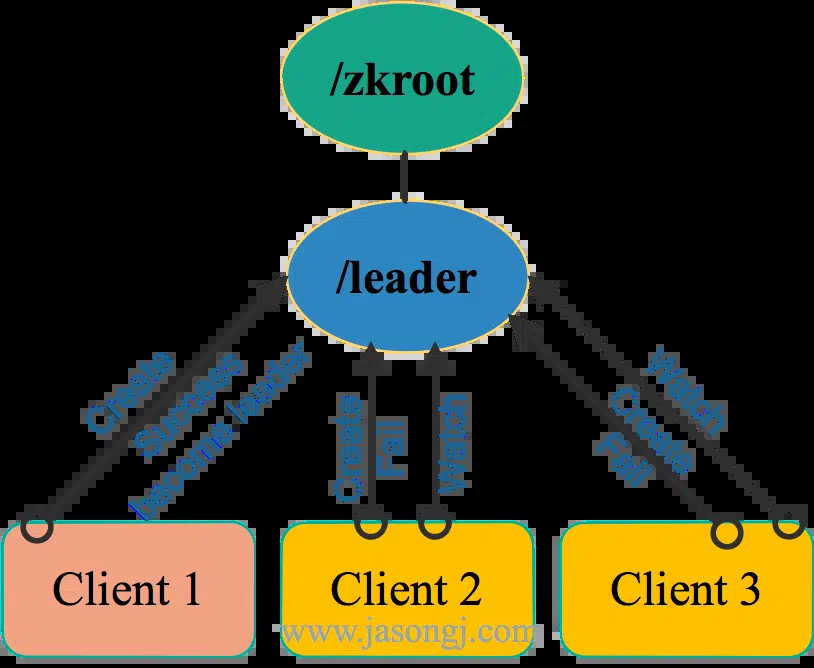 /zkroot
/leader
Create
Success
become leader
Create
Fail
Watch
Watch
Create
Fail
Client 1
Client 2
Client 3
www.jasongj.com